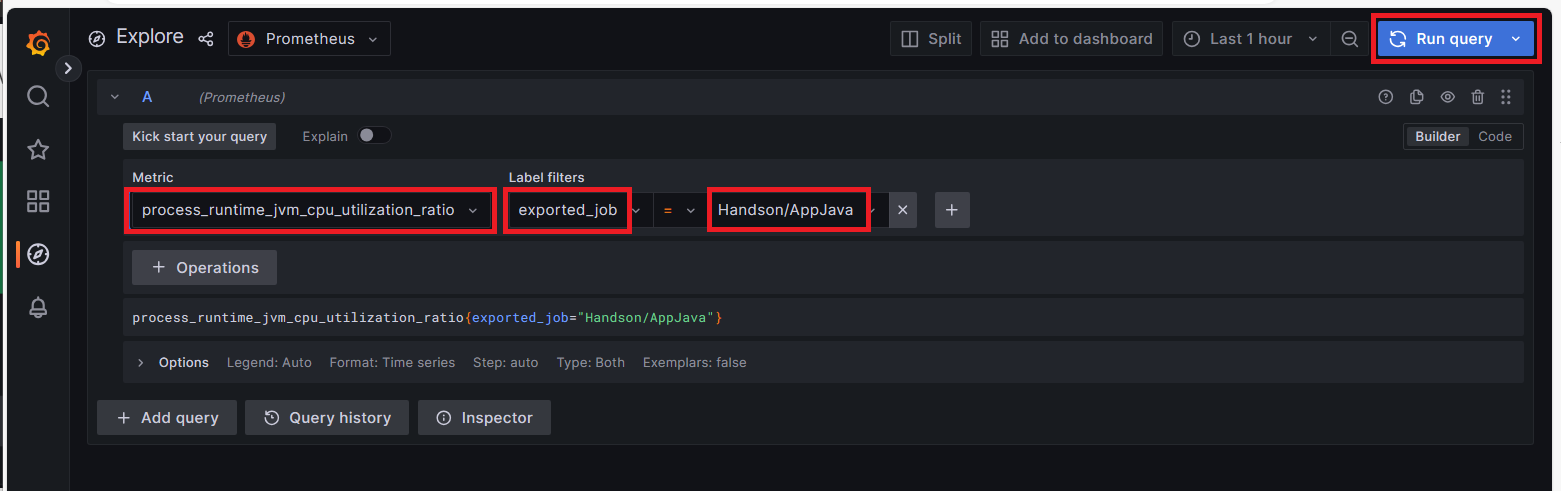 Explore Prometheus Split Add to dashboard Last 1 hour Run query
A (Prometheus)
Kick start your query Explain Builder Code
Metric Label filters
process_runtime_jvm_cpu_utilization_ratio exported_job = Handson/AppJava
+ Operations
process_runtime_jvm_cpu_utilization_ratio{exported_job="Handson/AppJava"}
Options Legend: Auto Format: Time series Step: auto Type: Both Exemplars: false
+ Add query Query history Inspector